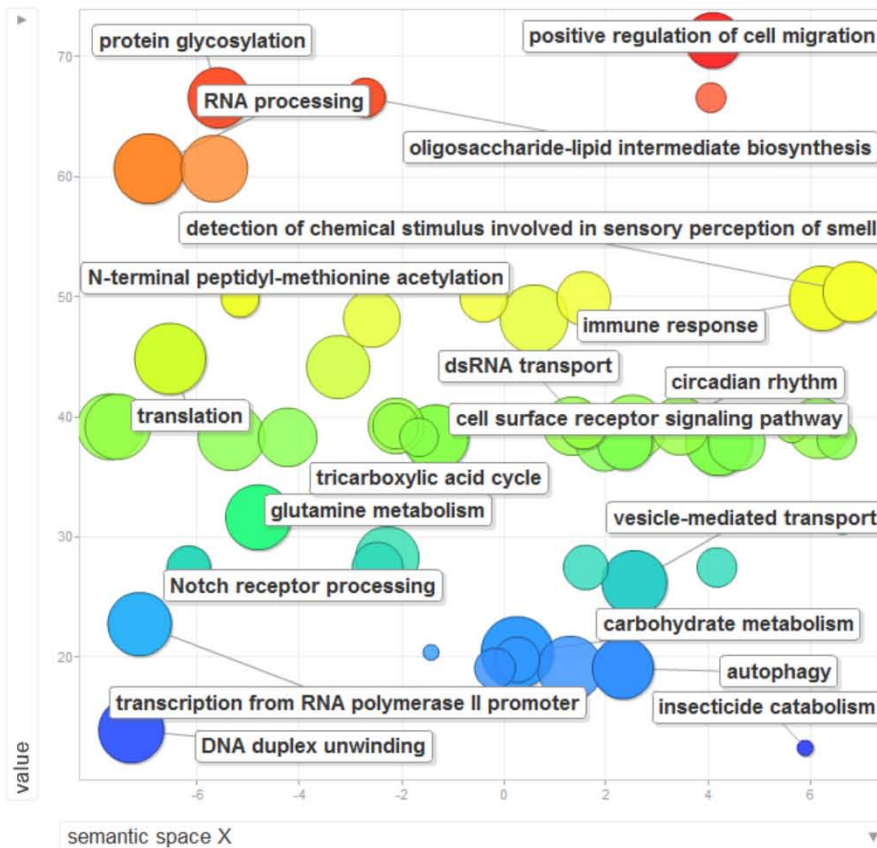 protein glycosylation
positive regulation of cell migration
RNA processing
oligosaccharide-lipid intermediate biosynthesis
detection of chemical stimulus involved in sensory perception of smell
N-terminal peptidyl-methionine acetylation
immune response
dsRNA transport
circadian rhythm
translation
cell surface receptor signaling pathway
tricarboxylic acid cycle
glutamine metabolism
vesicle-mediated transport
Notch receptor processing
carbohydrate metabolism
autophagy
transcription from RNA polymerase II promoter
insecticide catabolism
DNA duplex unwinding
70
60
50
40
30
20
-6 -4 -2 0 2 4 6
value
semantic space X